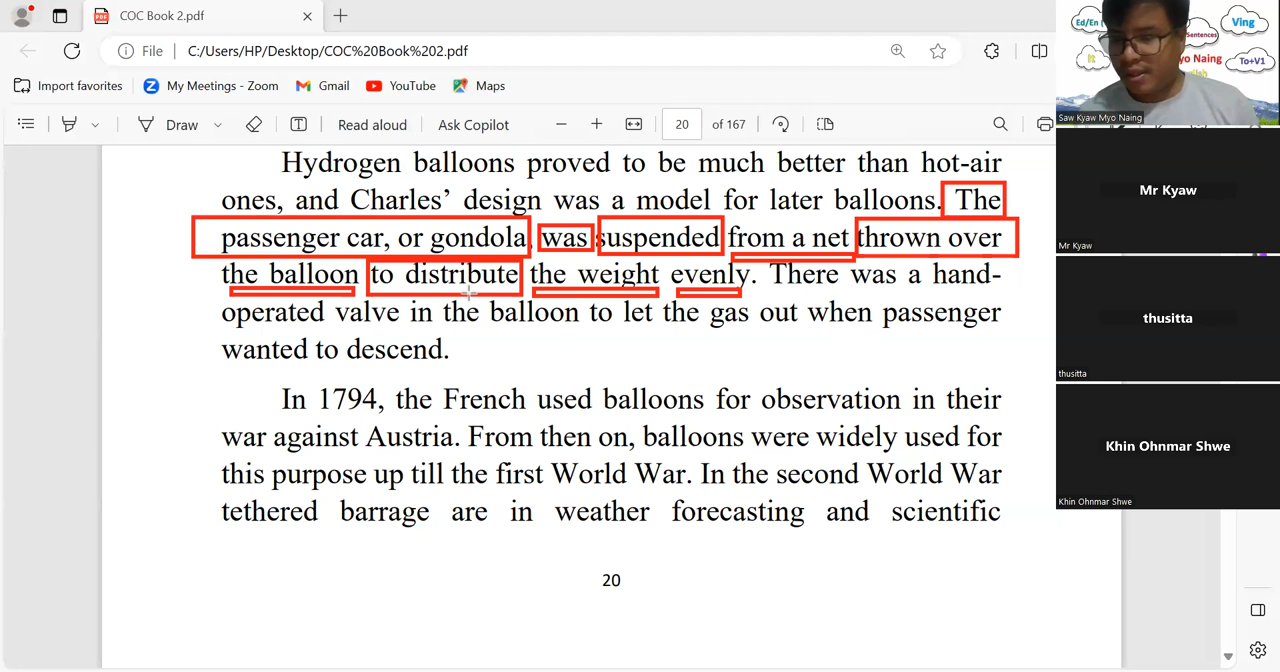 COC Book 2.pdf
File
C:/Users/HP/Desktop/COC%20Book%202.pdf
Import favorites
My Meetings - Zoom
Gmail
YouTube
Maps
Draw
Read aloud
Ask Copilot
20
of 167
Hydrogen balloons proved to be much better than hot-air
ones, and Charles’ design was a model for later balloons. The
passenger car, or gondola, was suspended from a net thrown over
the balloon to distribute the weight evenly. There was a hand-
operated valve in the balloon to let the gas out when passenger
wanted to descend.
In 1794, the French used balloons for observation in their
war against Austria. From then on, balloons were widely used for
this purpose up till the first World War. In the second World War
tethered barrage are in weather forecasting and scientific
20
Ed/En
Ving
Sentences
It
yo Naing
To+V1
Saw Kyaw Myo Naing
Mr Kyaw
Mr Kyaw
thusitta
thusitta
Khin Ohnmar Shwe
Khin Ohnmar Shwe